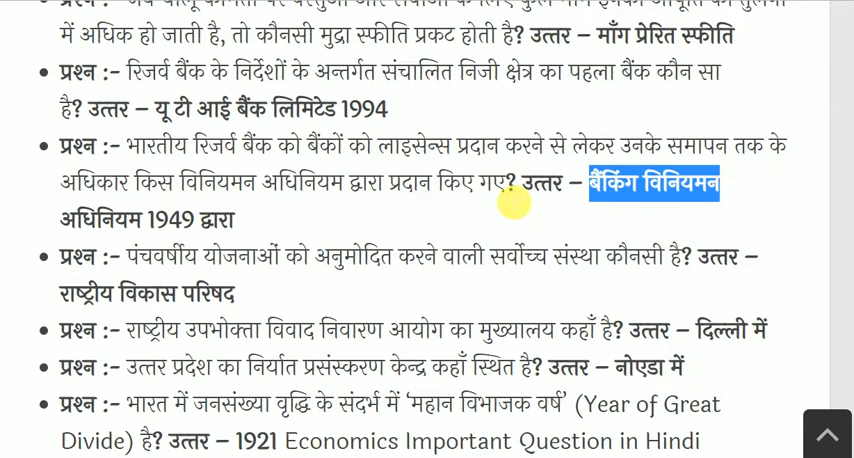 में अधिक हो जाती है, तो कौनसी मुद्रा स्फीति प्रकट होती है? उत्तर – माँग प्रेरित स्फीति
• प्रश्न :- रिजर्व बैंक के निर्देशों के अन्तर्गत संचालित निजी क्षेत्र का पहला बैंक कौन सा
है? उत्तर – यू टी आई बैंक लिमिटेड 1994
• प्रश्न :- भारतीय रिजर्व बैंक को बैंकों को लाइसेन्स प्रदान करने से लेकर उनके समापन तक के
अधिकार किस विनियमन अधिनियम द्वारा प्रदान किए गए? उत्तर – बैंकिंग विनियमन
अधिनियम 1949 द्वारा
• प्रश्न :- पंचवर्षीय योजनाओं को अनुमोदित करने वाली सर्वोच्च संस्था कौनसी है? उत्तर –
राष्ट्रीय विकास परिषद
• प्रश्न :- राष्ट्रीय उपभोक्ता विवाद निवारण आयोग का मुख्यालय कहाँ है? उत्तर – दिल्ली में
• प्रश्न :- उत्तर प्रदेश का निर्यात प्रसंस्करण केन्द्र कहाँ स्थित है? उत्तर – नोएडा में
• प्रश्न :- भारत में जनसंख्या वृद्धि के संदर्भ में ‘महान विभाजक वर्ष’ (Year of Great
Divide) है? उत्तर – 1921 Economics Important Question in Hindi